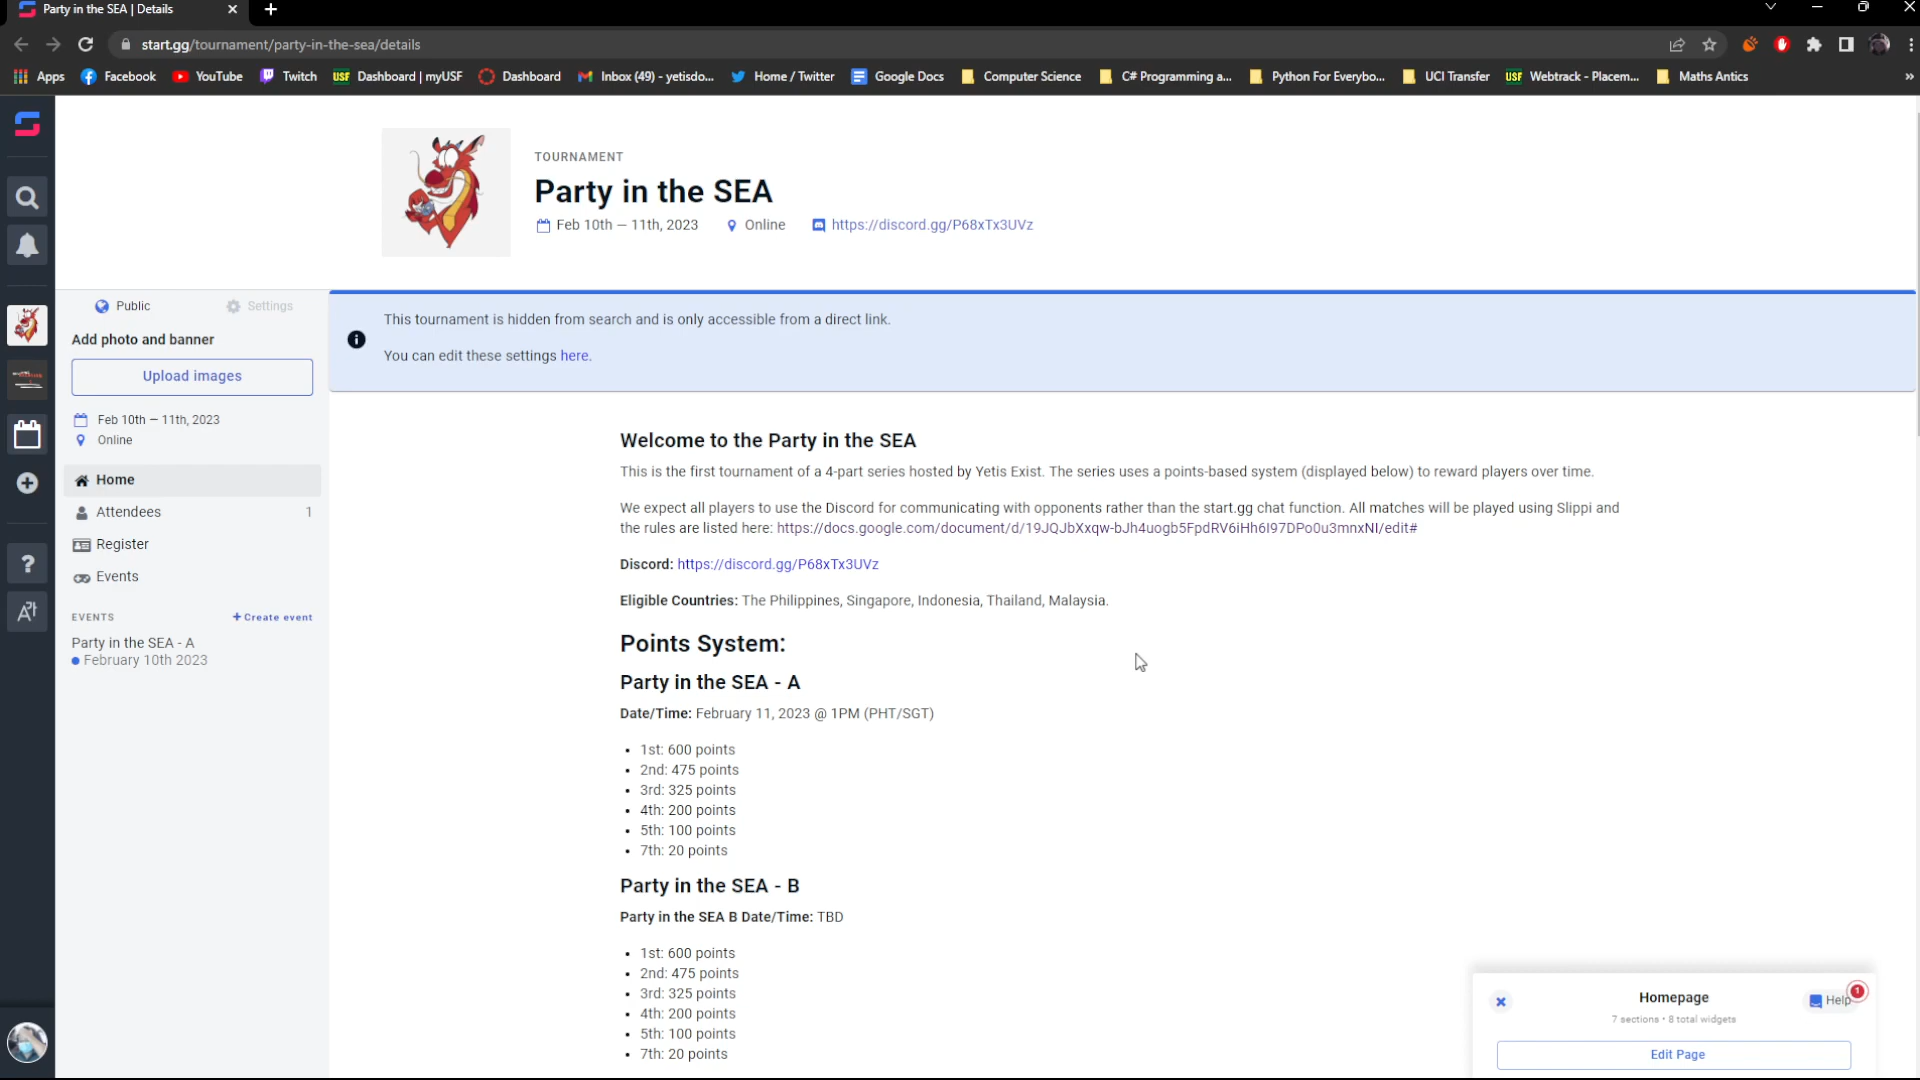 Party in the SEA | Details
start.gg/tournament/party-in-the-sea/details
Apps Facebook YouTube Twitch USF Dashboard | myUSF Dashboard Inbox (49) - yetisdo... Home / Twitter Google Docs Computer Science C# Programming a... Python For Everybo... UCI Transfer USF Webtrack - Placem... Maths Antics »
TOURNAMENT
Party in the SEA
Feb 10th — 11th, 2023 Online https://discord.gg/P68xTx3UVz
Public Settings
Add photo and banner
Upload images
Feb 10th — 11th, 2023
Online
Home
Attendees 1
Register
Events
EVENTS + Create event
Party in the SEA - A
February 10th 2023
This tournament is hidden from search and is only accessible from a direct link.
You can edit these settings here.
Welcome to the Party in the SEA
This is the first tournament of a 4-part series hosted by Yetis Exist. The series uses a points-based system (displayed below) to reward players over time.
We expect all players to use the Discord for communicating with opponents rather than the start.gg chat function. All matches will be played using Slippi and
the rules are listed here: https://docs.google.com/document/d/19JQJbXxqw-bJh4uogb5FpdRV6iHh6I97DPo0u3mnxNI/edit#
Discord: https://discord.gg/P68xTx3UVz
Eligible Countries: The Philippines, Singapore, Indonesia, Thailand, Malaysia.
Points System:
Party in the SEA - A
Date/Time: February 11, 2023 @ 1PM (PHT/SGT)
• 1st: 600 points
• 2nd: 475 points
• 3rd: 325 points
• 4th: 200 points
• 5th: 100 points
• 7th: 20 points
Party in the SEA - B
Party in the SEA B Date/Time: TBD
• 1st: 600 points
• 2nd: 475 points
• 3rd: 325 points
• 4th: 200 points
• 5th: 100 points
• 7th: 20 points
Homepage
Help 1
7 sections • 8 total widgets
Edit Page